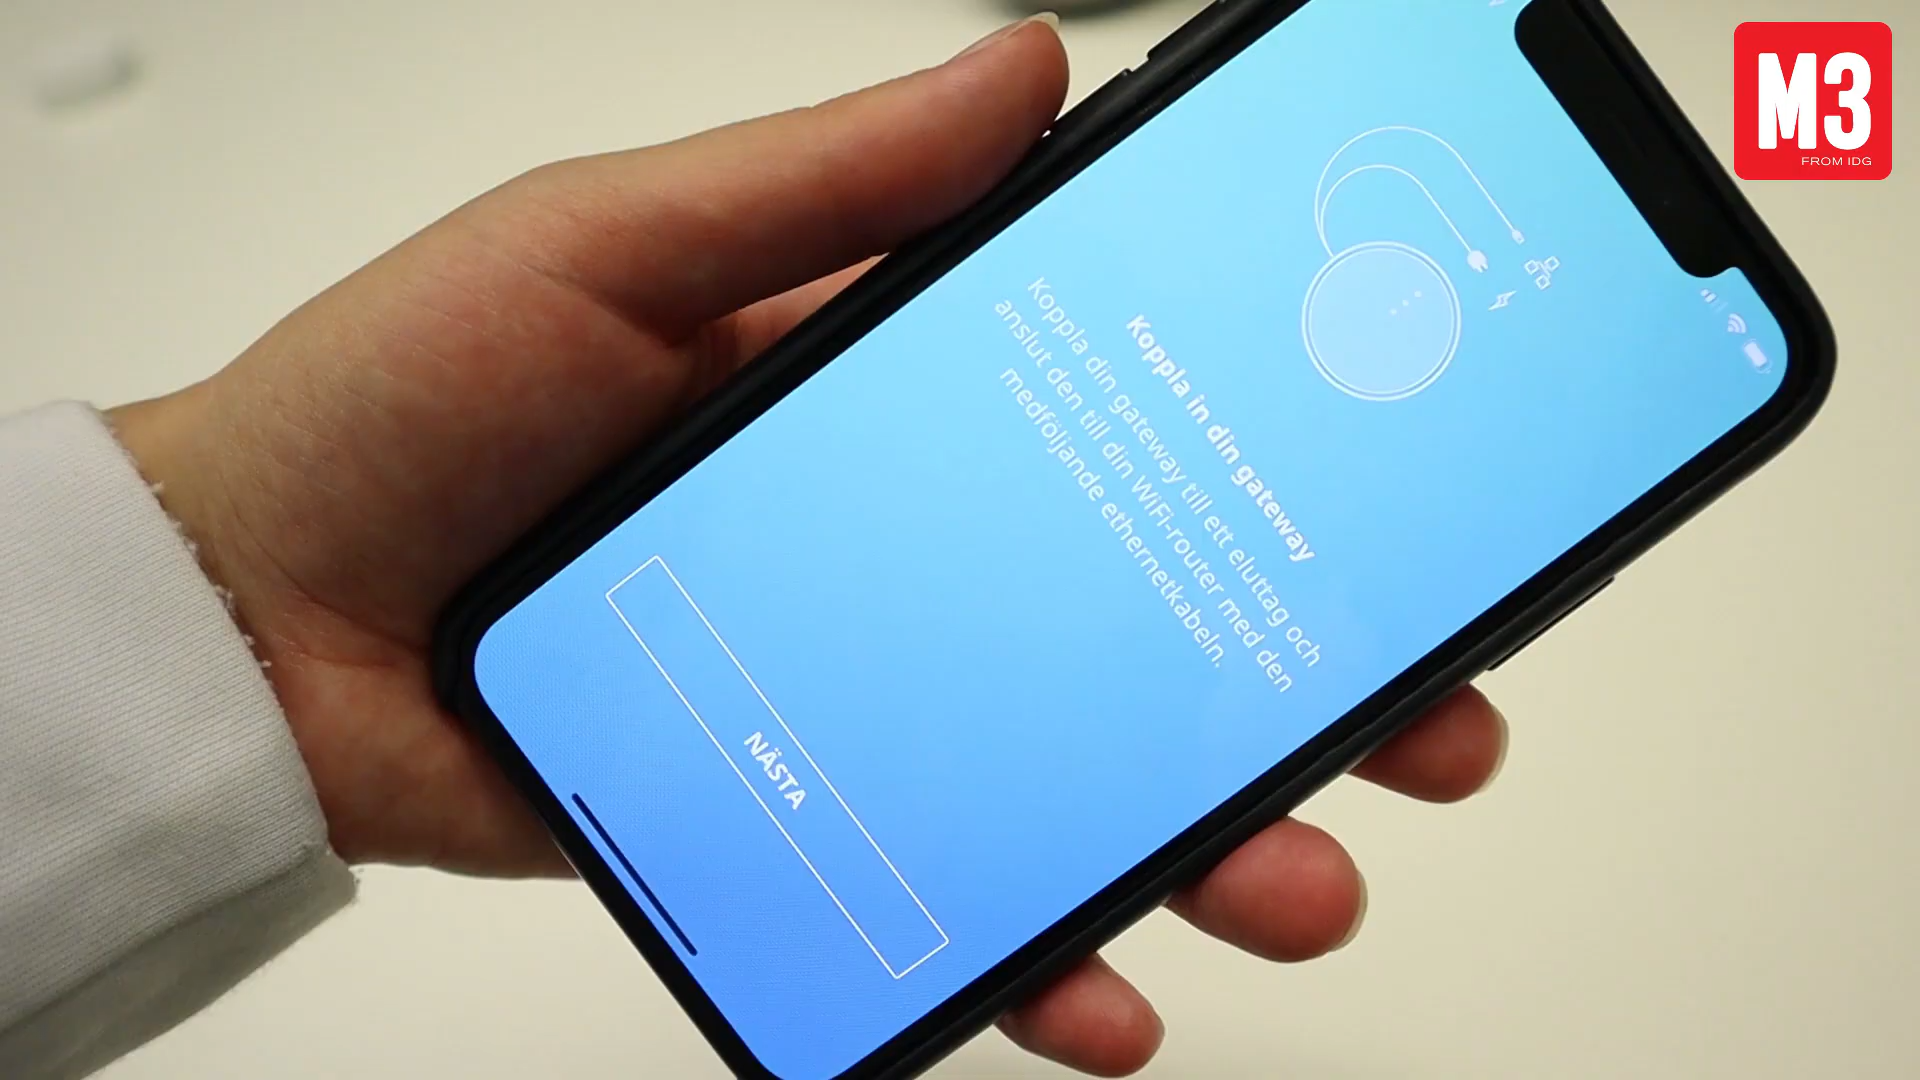 M3
FROM IDG
Koppla in din gateway
Koppla din gateway till ett eluttag och
anslut den till din WiFi-router med den
medföljande ethernetkabeln.
NÄSTA